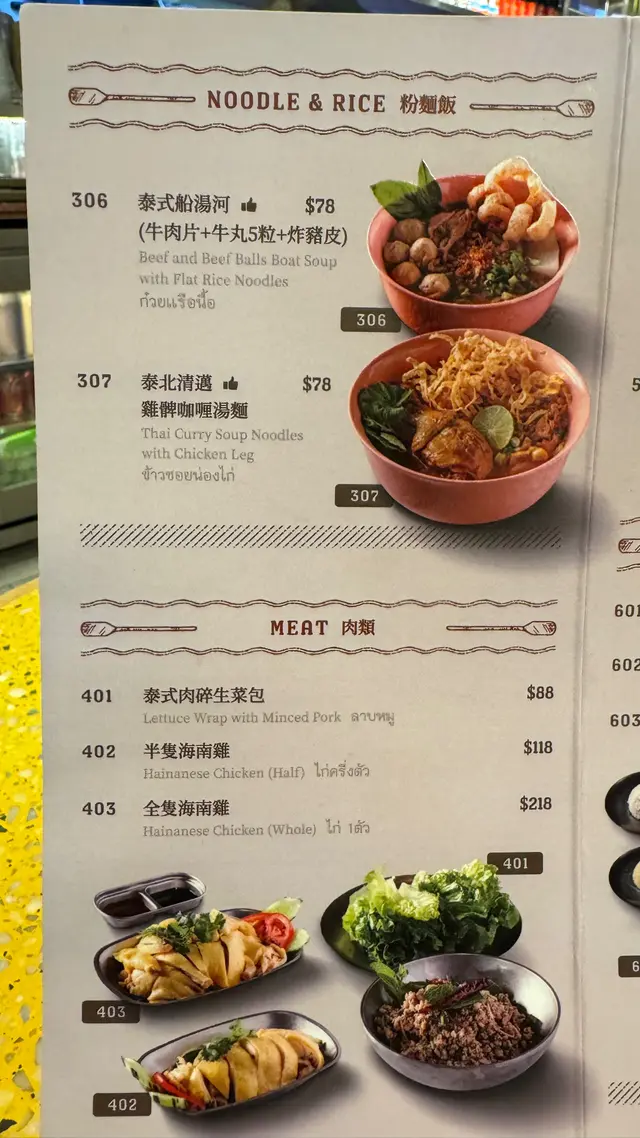 NOODLE & RICE 粉麵飯
306 泰式船湯河 $78
(牛肉片+牛丸5粒+炸豬皮)
Beef and Beef Balls Boat Soup
with Flat Rice Noodles
ก๋วยแรือนื้อ
306
307 泰北清邁 $78
雞髀咖喱湯麵
Thai Curry Soup Noodles
with Chicken Leg
ข้าวซอยน่องไก่
307
MEAT 肉類
401 泰式肉碎生菜包 $88
Lettuce Wrap with Minced Pork ลาบหมู
402 半隻海南雞 $118
Hainanese Chicken (Half) ไก่ครึ่งตัว
403 全隻海南雞 $218
Hainanese Chicken (Whole) ไก่ 1ตัว
401
403
402
601
602
603